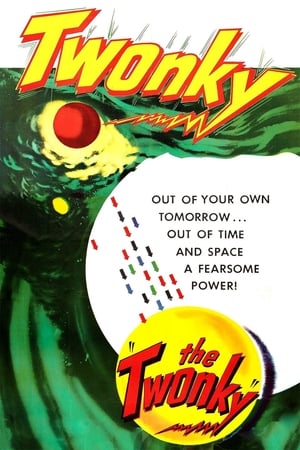 Twonky
OUT OF YOUR OWN
TOMORROW...
OUT OF TIME
AND SPACE
A FEARSOME
POWER!
the
"Twonky"